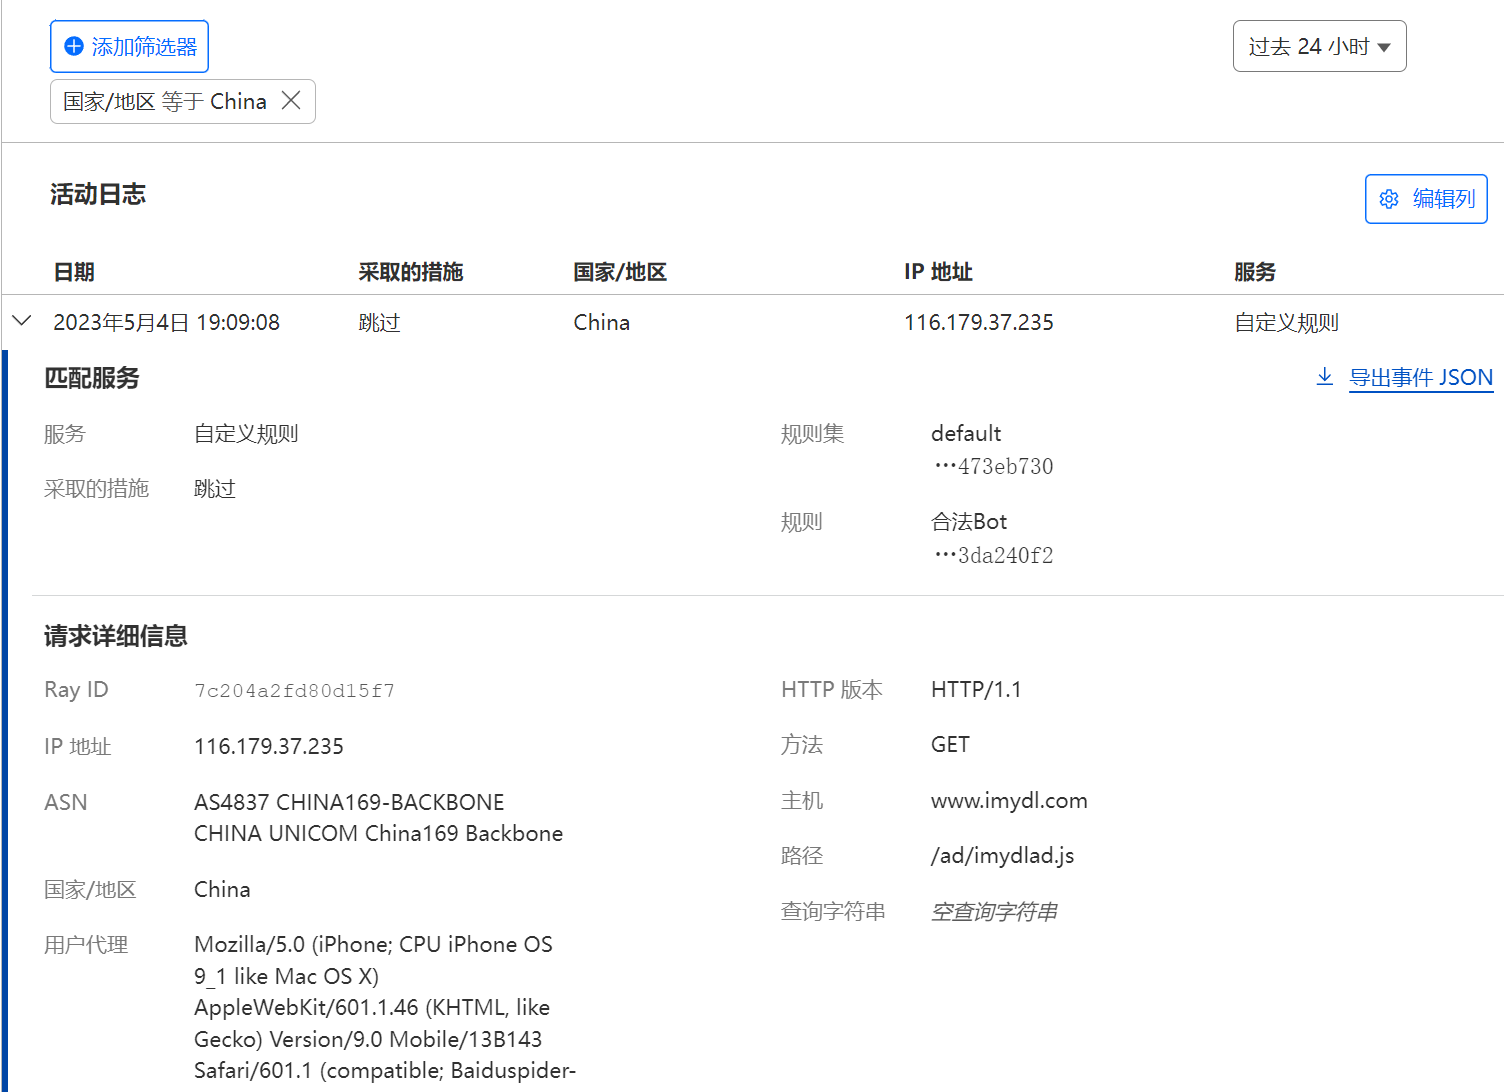 添加筛选器
过去 24 小时
国家/地区 等于 China
活动日志
编辑列
日期 采取的措施 国家/地区 IP 地址 服务
2023年5月4日 19:09:08 跳过 China 116.179.37.235 自定义规则
匹配服务
导出事件 JSON
服务 自定义规则
采取的措施 跳过
规则集 default
…473eb730
规则 合法Bot
…3da240f2
请求详细信息
Ray ID 7c204a2fd80d15f7
IP 地址 116.179.37.235
ASN AS4837 CHINA169-BACKBONE
CHINA UNICOM China169 Backbone
国家/地区 China
用户代理 Mozilla/5.0 (iPhone; CPU iPhone OS
9_1 like Mac OS X)
AppleWebKit/601.1.46 (KHTML, like
Gecko) Version/9.0 Mobile/13B143
Safari/601.1 (compatible; Baiduspider-
HTTP 版本 HTTP/1.1
方法 GET
主机 www.imydl.com
路径 /ad/imydlad.js
查询字符串 空查询字符串